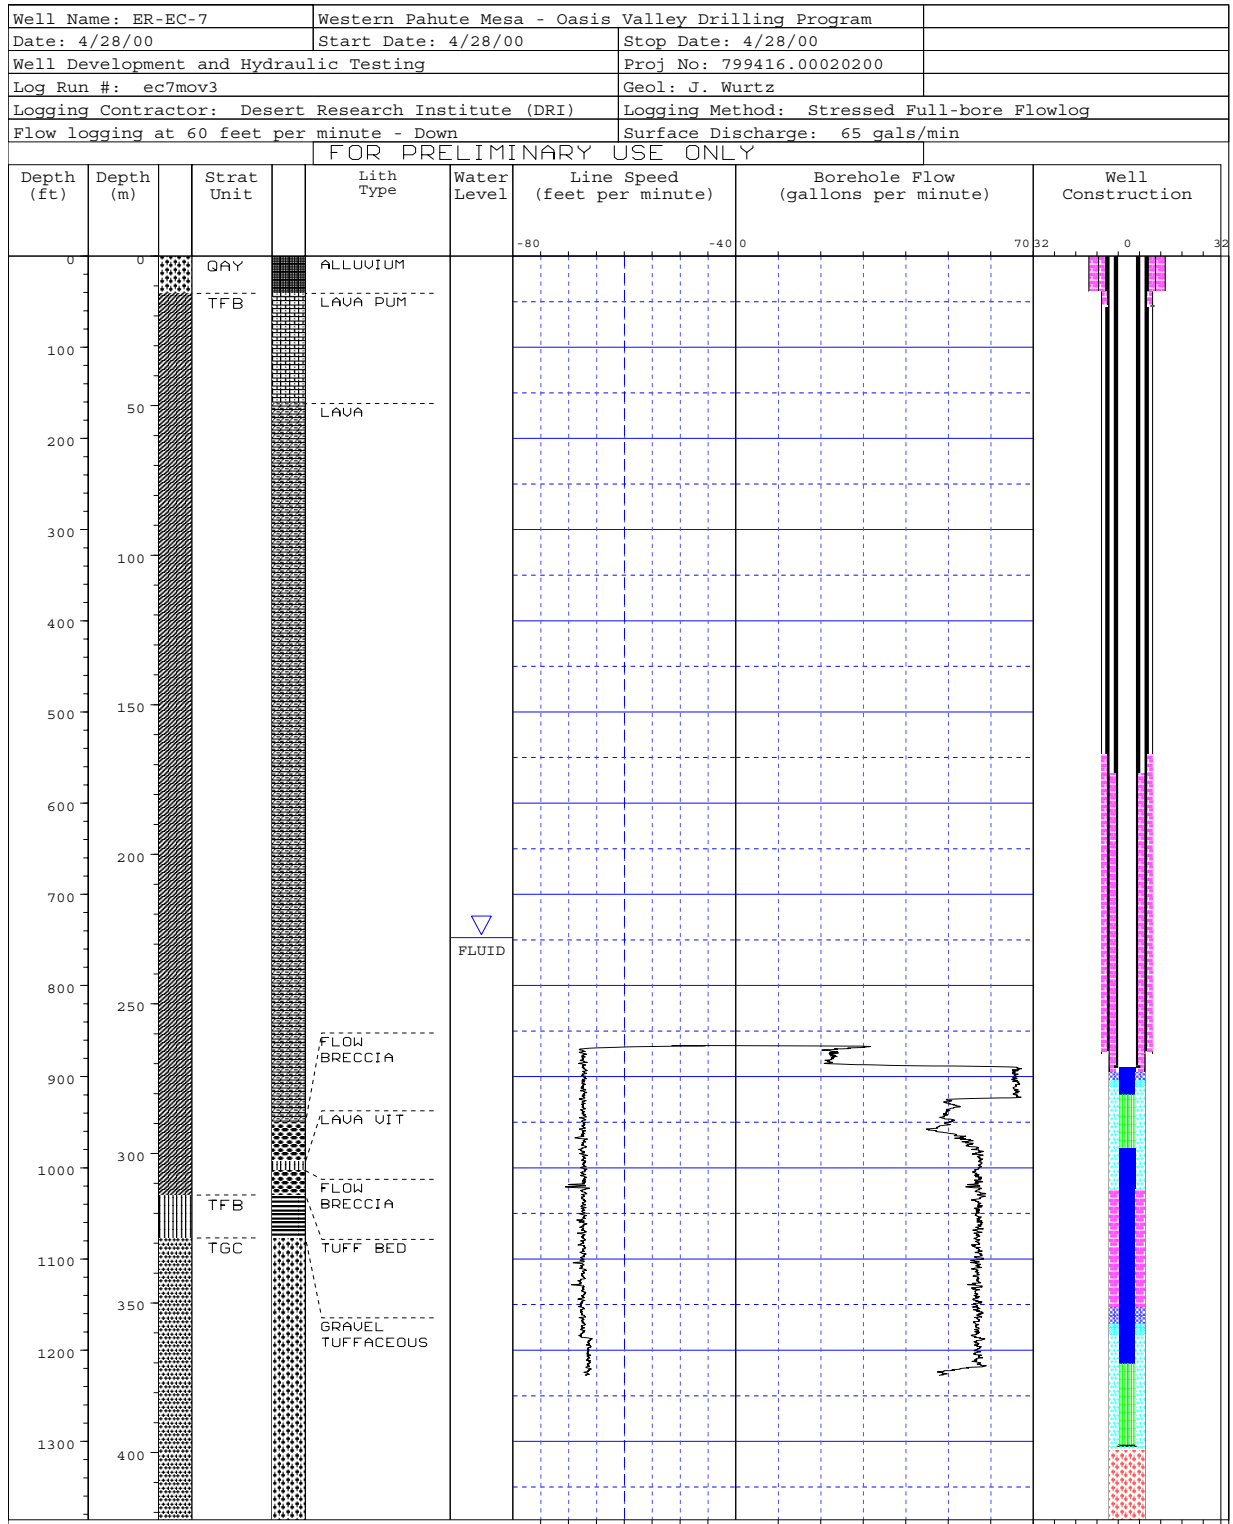 Well Name: ER-EC-7 Western Pahute Mesa - Oasis Valley Drilling Program
Date: 4/28/00 Start Date: 4/28/00 Stop Date: 4/28/00
Well Development and Hydraulic Testing Proj No: 799416.00020200
Log Run #: ec7mov3 Geol: J. Wurtz
Logging Contractor: Desert Research Institute (DRI) Logging Method: Stressed Full-bore Flowlog
Flow logging at 60 feet per minute - Down Surface Discharge: 65 gals/min
FOR PRELIMINARY USE ONLY
Depth (ft) Depth (m) Strat Unit Lith Type Water Level Line Speed (feet per minute) Borehole Flow (gallons per minute) Well Construction
-80 -40 0 70 32 0 32
0 0 QAY ALLUVIUM
TFB LAVA PUM
100
50 LAVA
200
300
100
400
500 150
600
200
700
FLUID
800
250
FLOW
BRECCIA
900
LAVA VIT
300
1000
FLOW
TFB BRECCIA
TGC TUFF BED
1100
350
GRAVEL
TUFFACEOUS
1200
1300
400